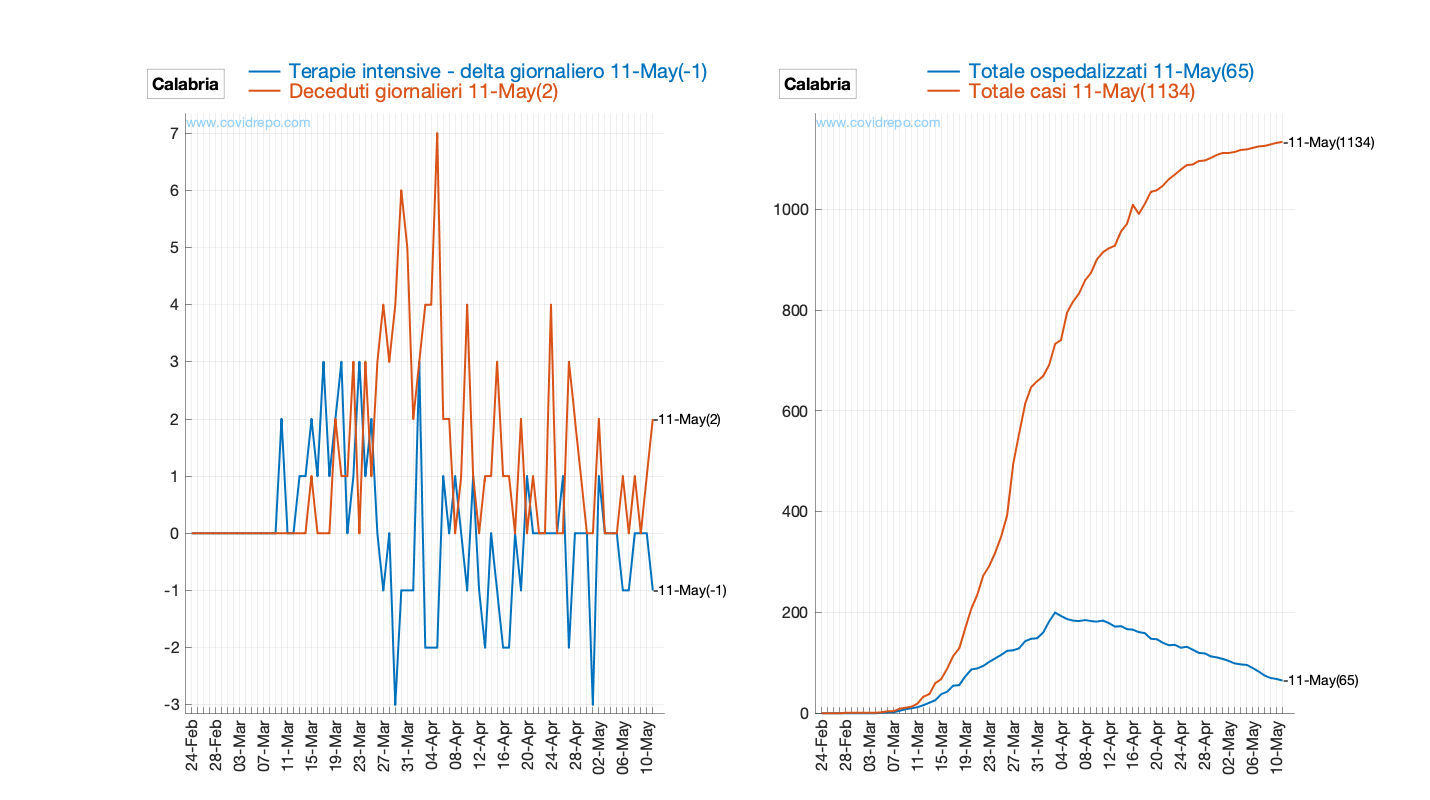 Calabria
Terapie intensive - delta giornaliero 11-May(-1)
Deceduti giornalieri 11-May(2)
www.covidrepo.com
7
6
5
4
3
2
1
0
-1
-2
-3
11-May(2)
11-May(-1)
24-Feb
28-Feb
03-Mar
07-Mar
11-Mar
15-Mar
19-Mar
23-Mar
27-Mar
31-Mar
04-Apr
08-Apr
12-Apr
16-Apr
20-Apr
24-Apr
28-Apr
02-May
06-May
10-May
Calabria
Totale ospedalizzati 11-May(65)
Totale casi 11-May(1134)
www.covidrepo.com
1000
800
600
400
200
0
11-May(1134)
11-May(65)
24-Feb
28-Feb
03-Mar
07-Mar
11-Mar
15-Mar
19-Mar
23-Mar
27-Mar
31-Mar
04-Apr
08-Apr
12-Apr
16-Apr
20-Apr
24-Apr
28-Apr
02-May
06-May
10-May